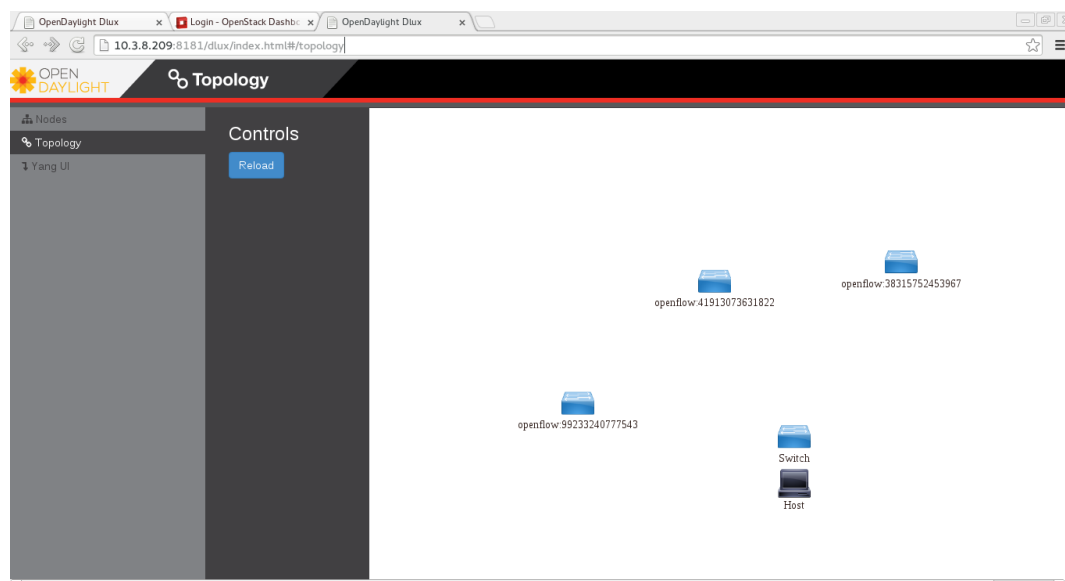 OpenDaylight Dlux
Login - OpenStack Dashbo
OpenDaylight Dlux
10.3.8.209:8181/dlux/index.html#/topology
OPEN
DAYLIGHT
Topology
Nodes
Topology
Yang UI
Controls
Reload
openflow:38315752453967
openflow:41913073631822
openflow:99233240777543
Switch
Host